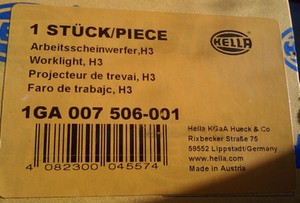 1 STÜCK/PIECE
HELLA
Arbeitsscheinwerfer,H3
Worklight, H3
Projecteur de trevai,H3
Faro de trabajc, H3
1GA 007 506-001
4 082300 045574
Hella KGaA Hueck & Co
Rixbecker Straße 75
59552 Lippstadt/Germany
www.hella.com
Made in Austria